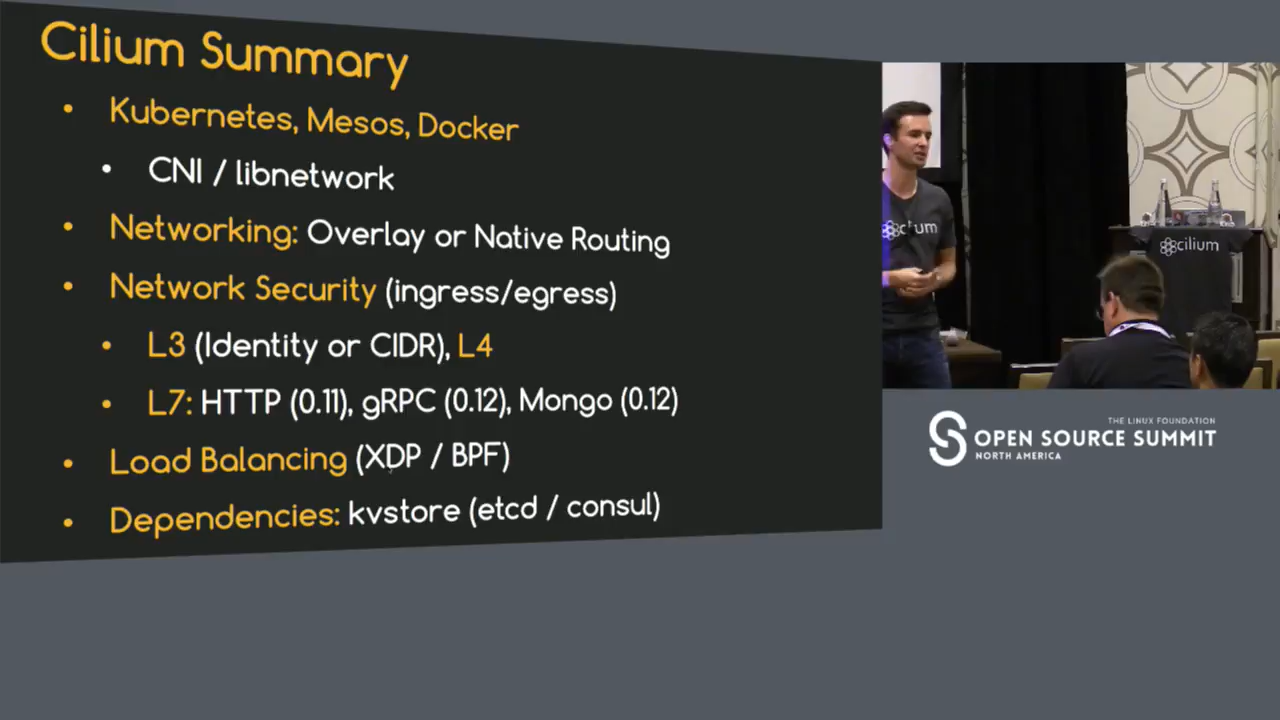 Cilium Summary
• Kubernetes, Mesos, Docker
• CNI / libnetwork
• Networking: Overlay or Native Routing
• Network Security (ingress/egress)
• L3 (Identity or CIDR), L4
• L7: HTTP (0.11), gRPC (0.12), Mongo (0.12)
• Load Balancing (XDP / BPF)
• Dependencies: kvstore (etcd / consul)
cilium
cilium
THE LINUX FOUNDATION
OPEN SOURCE SUMMIT
NORTH AMERICA